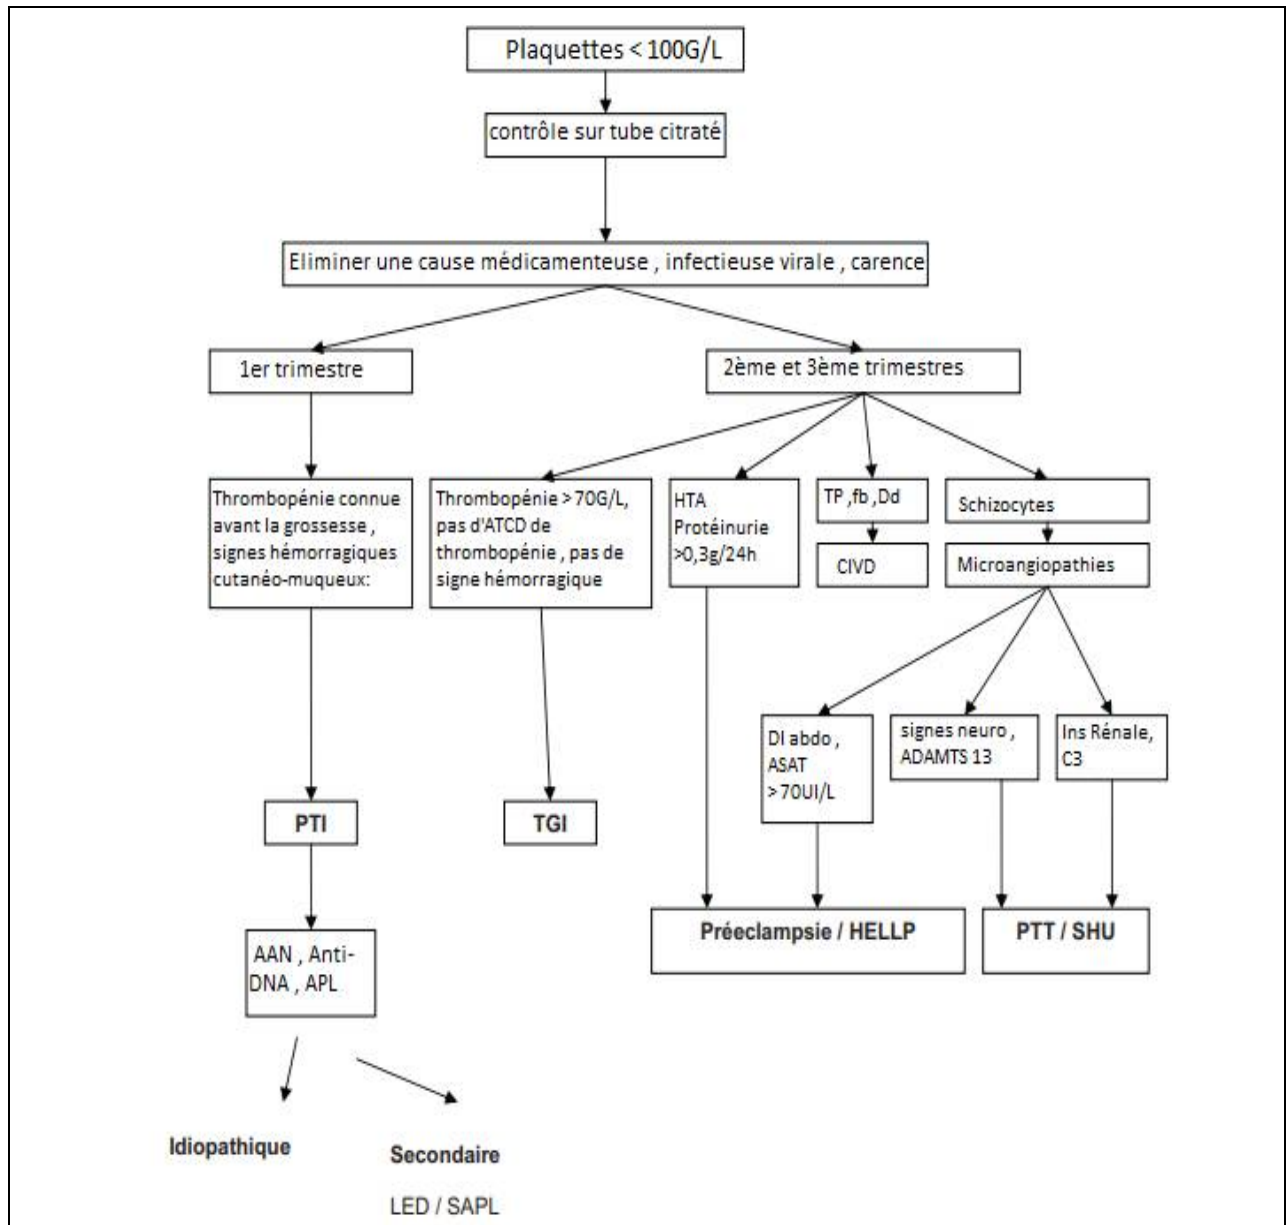 Plaquettes < 100G/L
contrôle sur tube citraté
Eliminer une cause médicamenteuse , infectieuse virale , carence
1er trimestre
2ème et 3ème trimestres
Thrombopénie connue
avant la grossesse ,
signes hémorragiques
cutanéo-muqueux:
Thrombopénie > 70G/L,
pas d'ATCD de
thrombopénie , pas de
signe hémorragique
HTA
Protéinurie
>0,3g/24h
TP ,fb ,Dd
CIVD
Schizocytes
Microangiopathies
Dl abdo ,
ASAT
> 70UI/L
signes neuro ,
ADAMTS 13
Ins Rénale,
C3
PTI
TGI
Préeclampsie / HELLP
PTT / SHU
AAN , Anti-
DNA , APL
Idiopathique
Secondaire
LED / SAPL